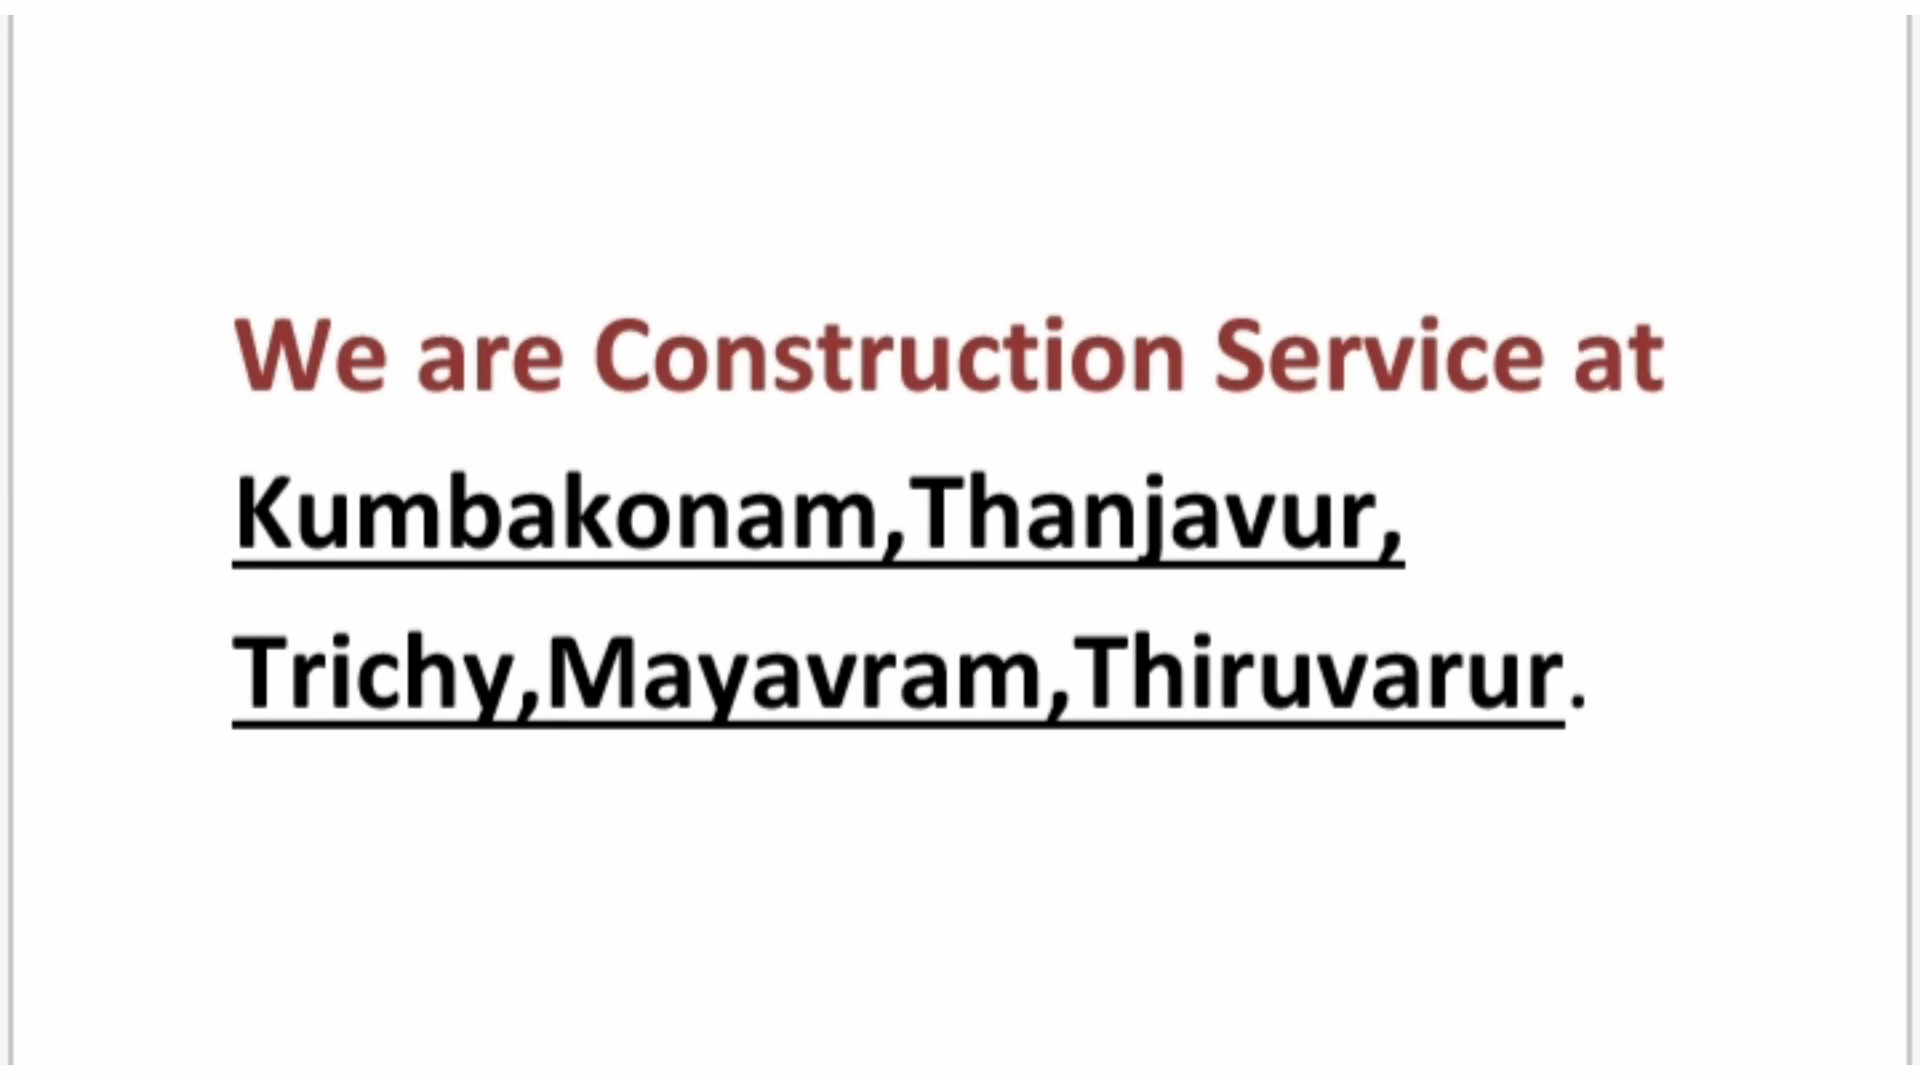 We are Construction Service at
Kumbakonam,Thanjavur,
Trichy,Mayavram,Thiruvarur.